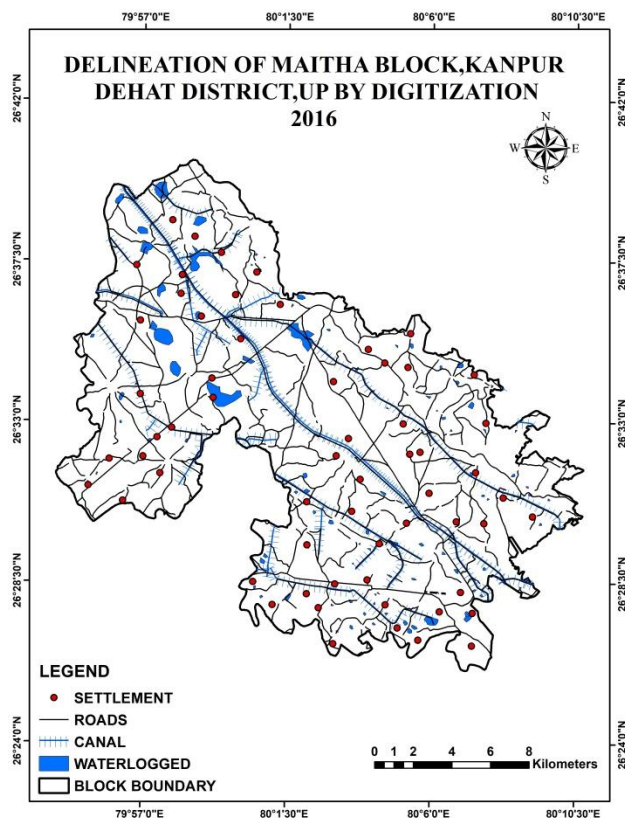 79°57'0"E 80°1'30"E 80°6'0"E 80°10'30"E
DELINEATION OF MAITHA BLOCK,KANPUR
DEHAT DISTRICT,UP BY DIGITIZATION
2016
26°42'0"N 26°42'0"N
N
W E
S
26°37'30"N 26°37'30"N
26°33'0"N 26°33'0"N
26°28'30"N 26°28'30"N
LEGEND
SETTLEMENT
ROADS
CANAL
WATERLOGGED
BLOCK BOUNDARY
26°24'0"N 26°24'0"N
0 1 2 4 6 8
Kilometers
79°57'0"E 80°1'30"E 80°6'0"E 80°10'30"E